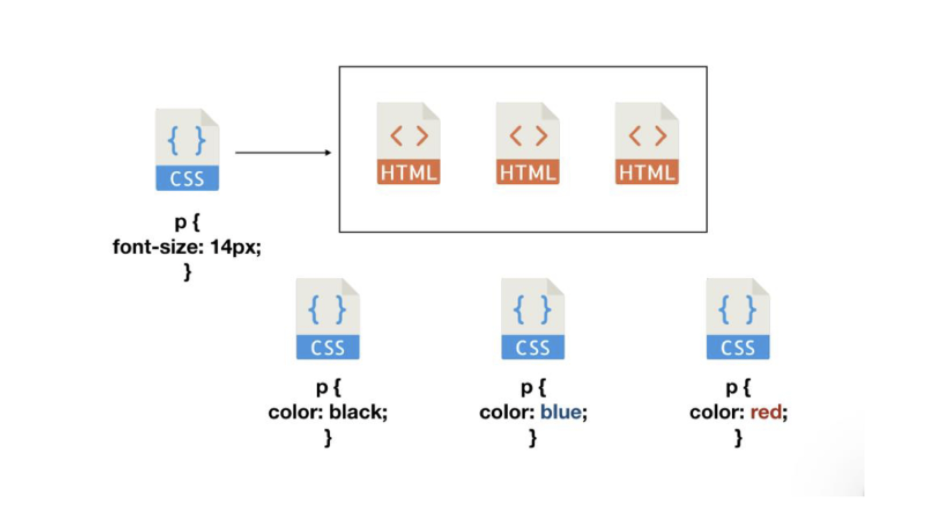 { }
CSS
< >
HTML
< >
HTML
< >
HTML
p {
font-size: 14px;
}
{ }
CSS
{ }
CSS
{ }
CSS
p {
color: black;
}
p {
color: blue;
}
p {
color: red;
}